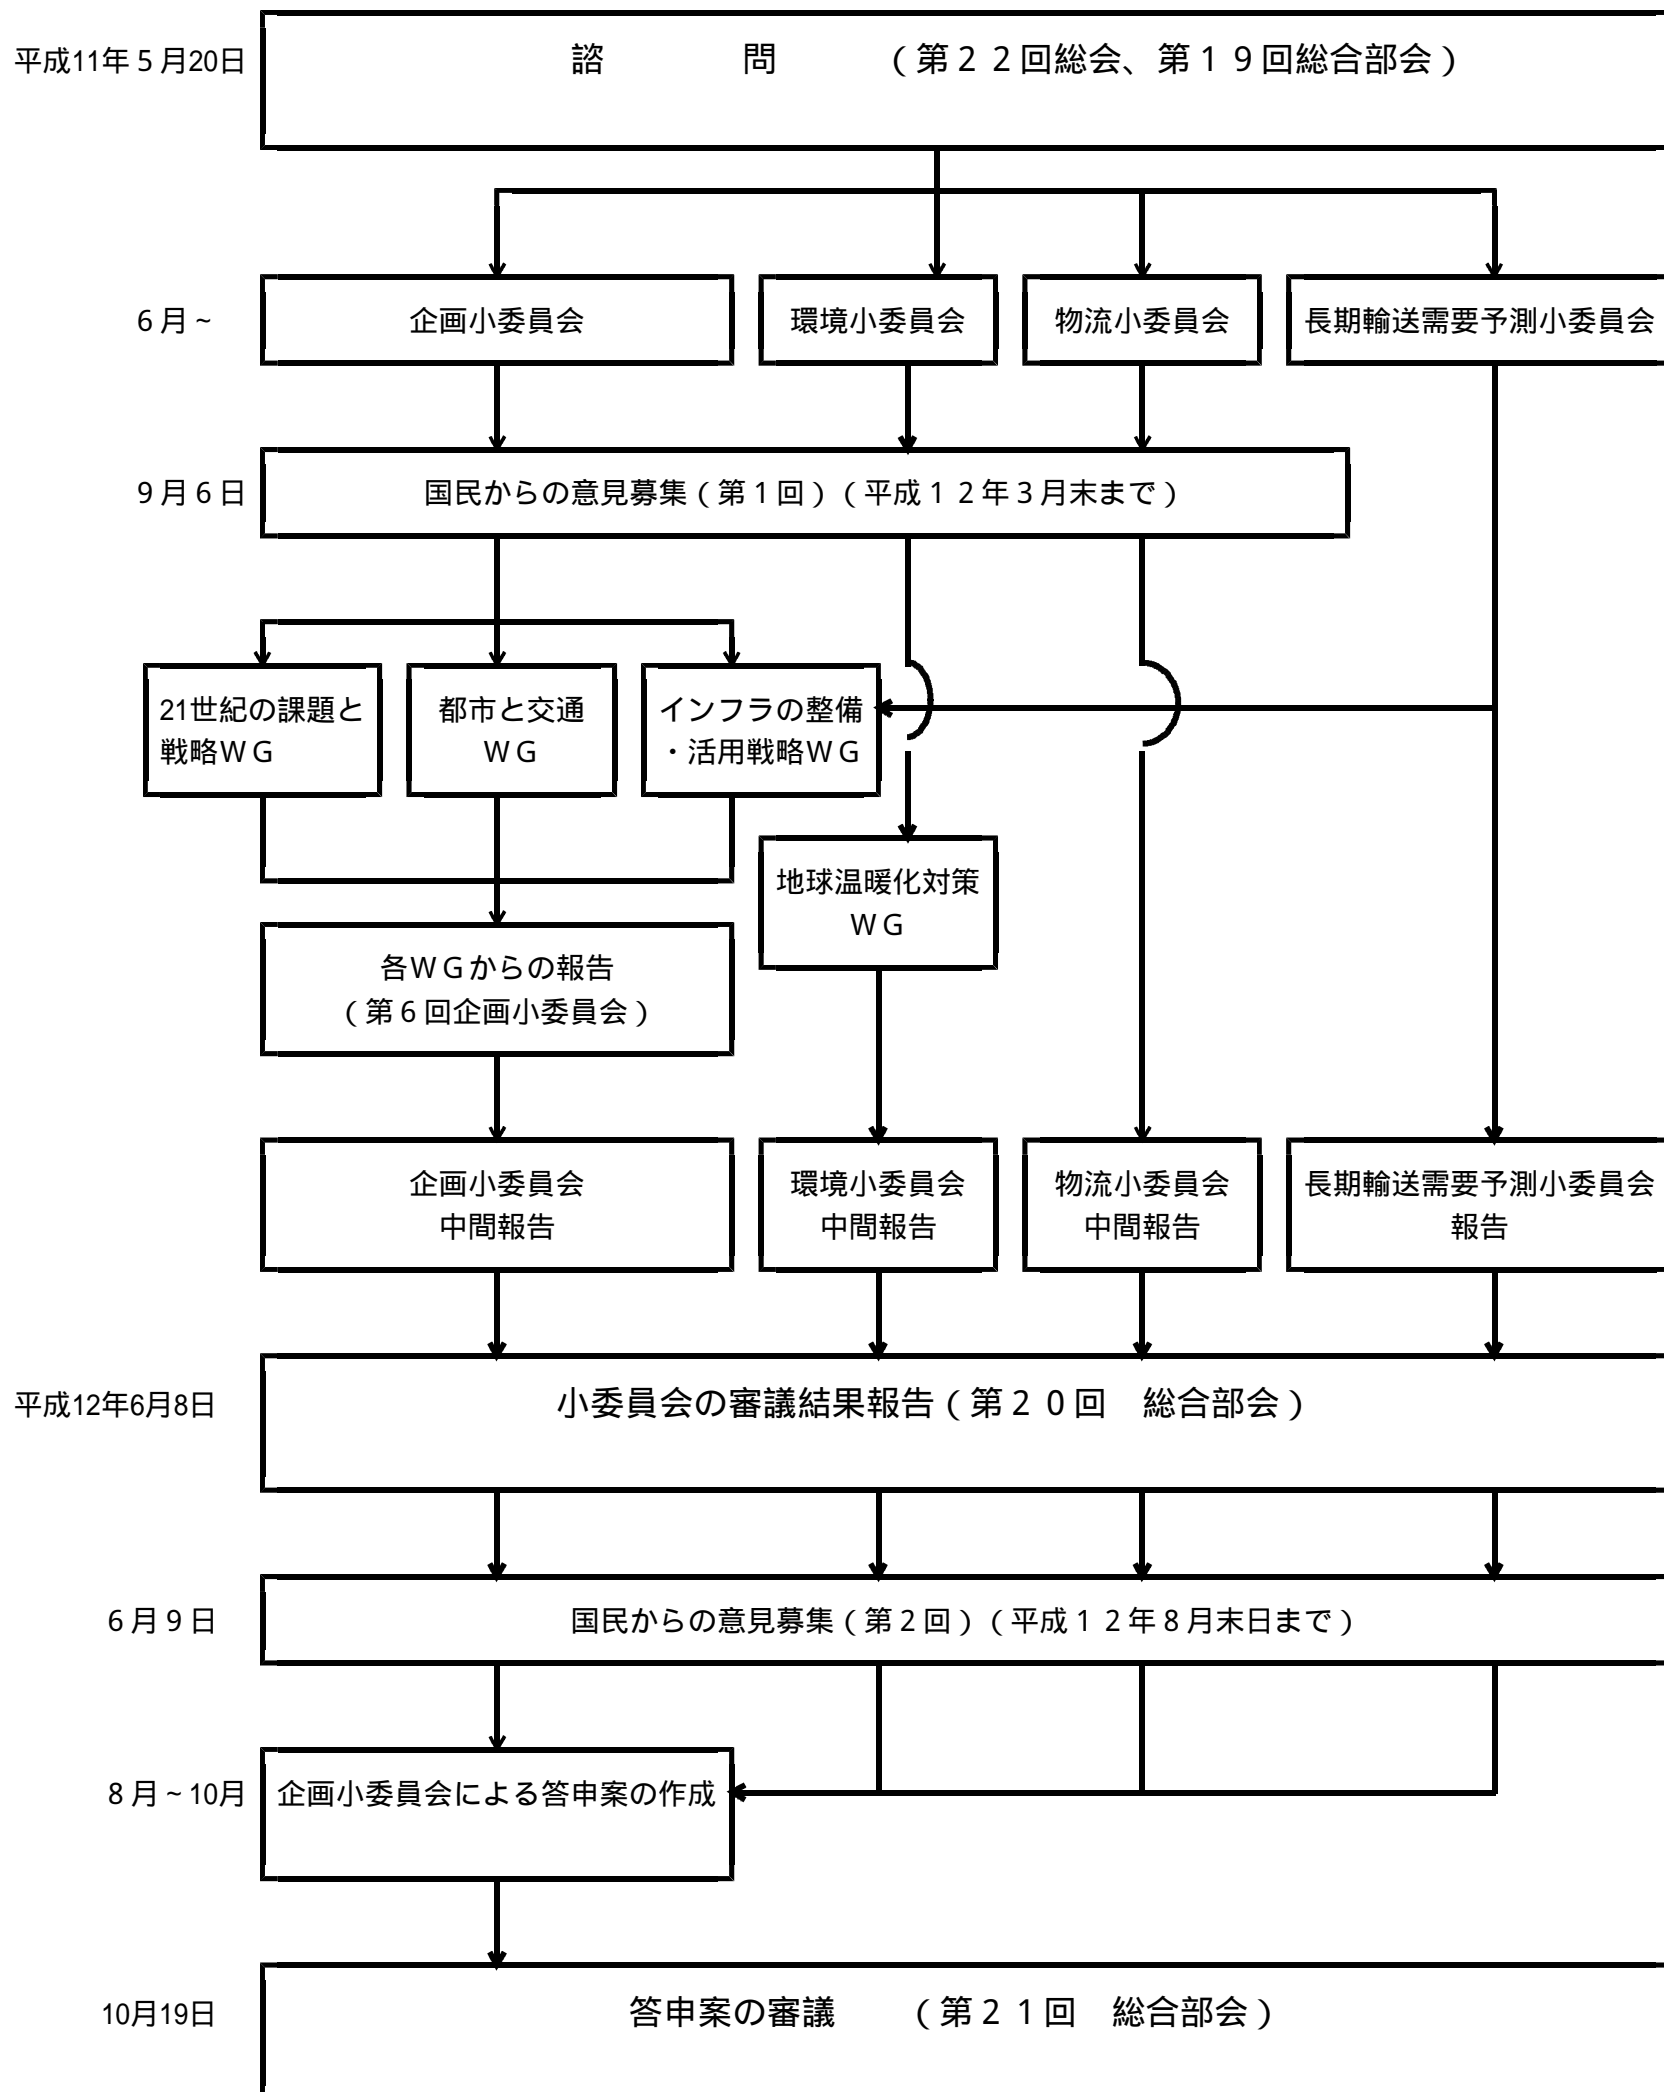 平成11年５月20日
諮　　　　問　　　（第２２回総会、第１９回総合部会）
６月～
企画小委員会
環境小委員会
物流小委員会
長期輸送需要予測小委員会
９月６日
国民からの意見募集（第１回）（平成１２年３月末まで）
21世紀の課題と
戦略ＷＧ
都市と交通
ＷＧ
インフラの整備
・活用戦略ＷＧ
地球温暖化対策
ＷＧ
各ＷＧからの報告
（第６回企画小委員会）
企画小委員会
中間報告
環境小委員会
中間報告
物流小委員会
中間報告
長期輸送需要予測小委員会
報告
平成12年6月8日
小委員会の審議結果報告（第２０回　総合部会）
６月９日
国民からの意見募集（第２回）（平成１２年８月末日まで）
８月～10月
企画小委員会による答申案の作成
10月19日
答申案の審議　　（第２１回　総合部会）